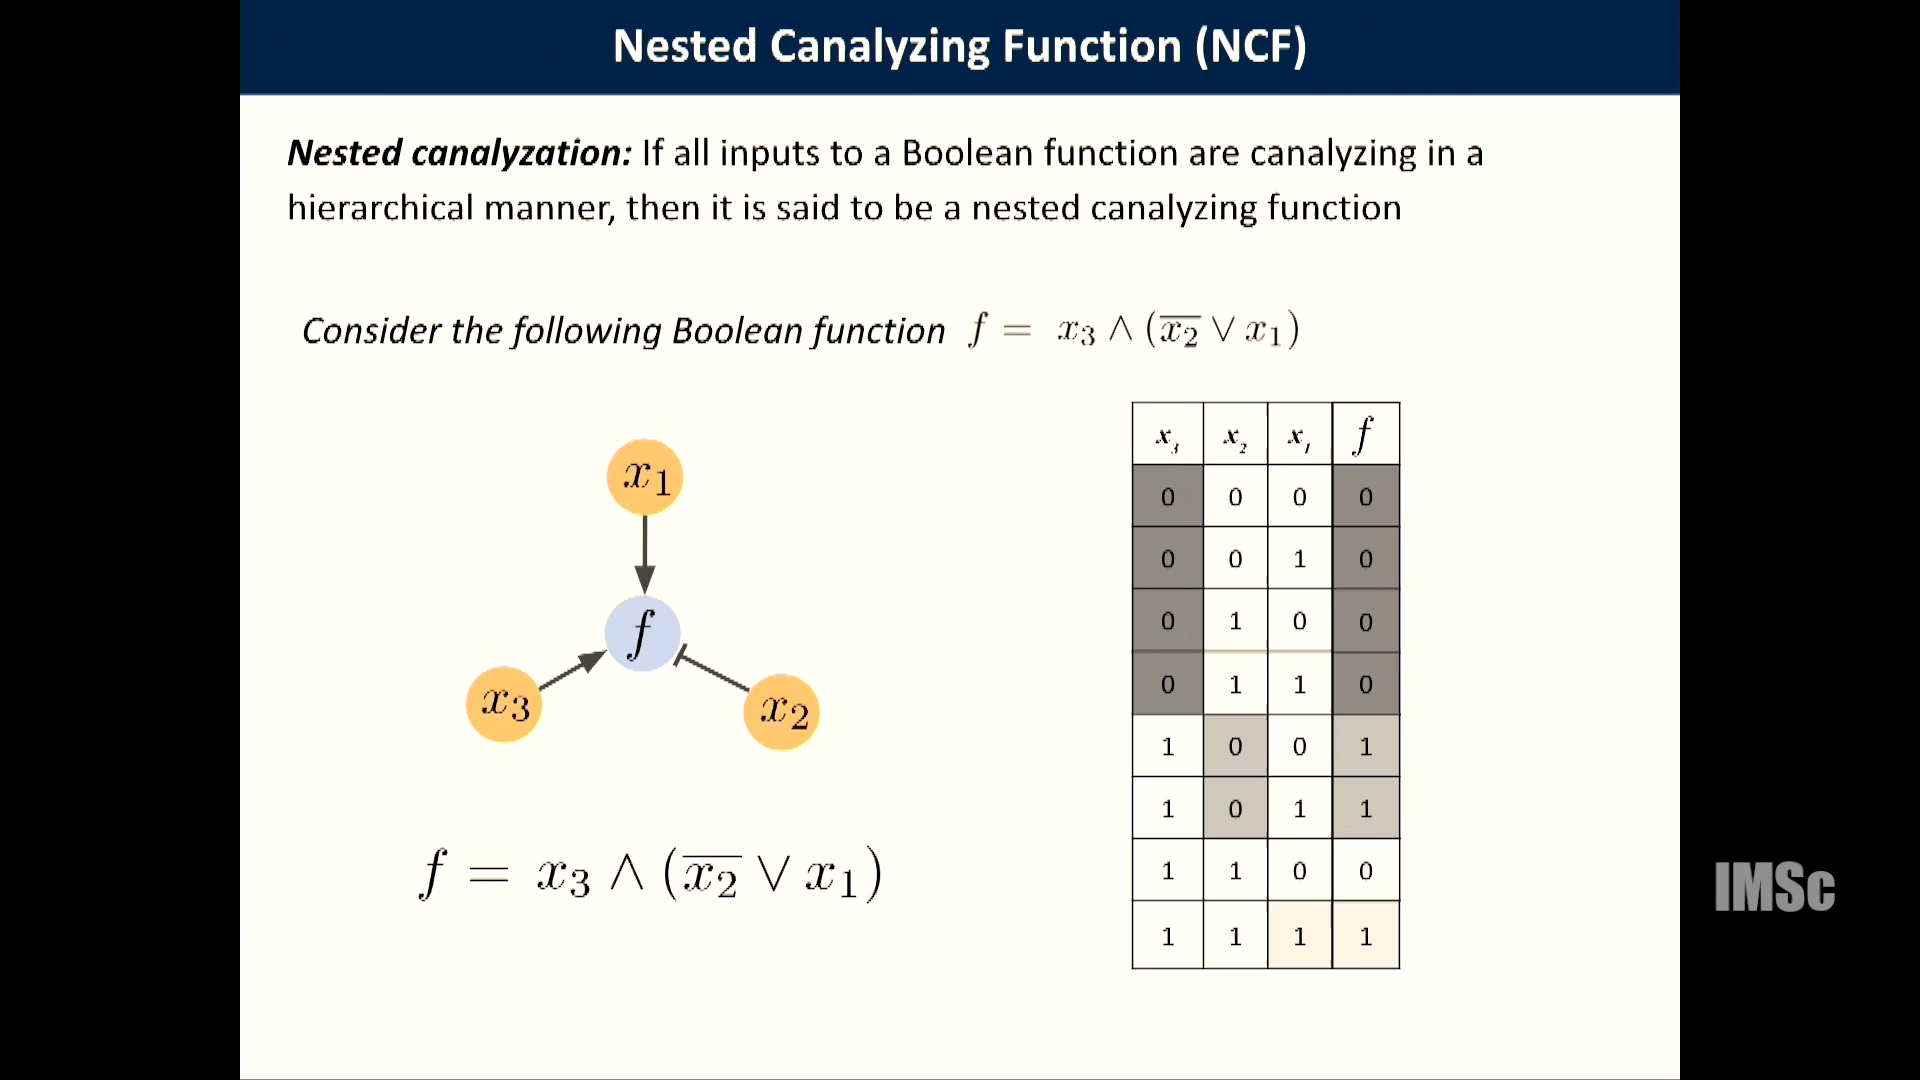 Nested Canalyzing Function (NCF)
Nested canalyzation: If all inputs to a Boolean function are canalyzing in a
hierarchical manner, then it is said to be a nested canalyzing function
Consider the following Boolean function f = x₃ ∧ (x̅₂ ∨ x₁)
x₁
f
x₃
x₂
f = x₃ ∧ (x̅₂ ∨ x₁)
x₃ x₂ x₁ f
0 0 0 0
0 0 1 0
0 1 0 0
0 1 1 0
1 0 0 1
1 0 1 1
1 1 0 0
1 1 1 1
IMSc